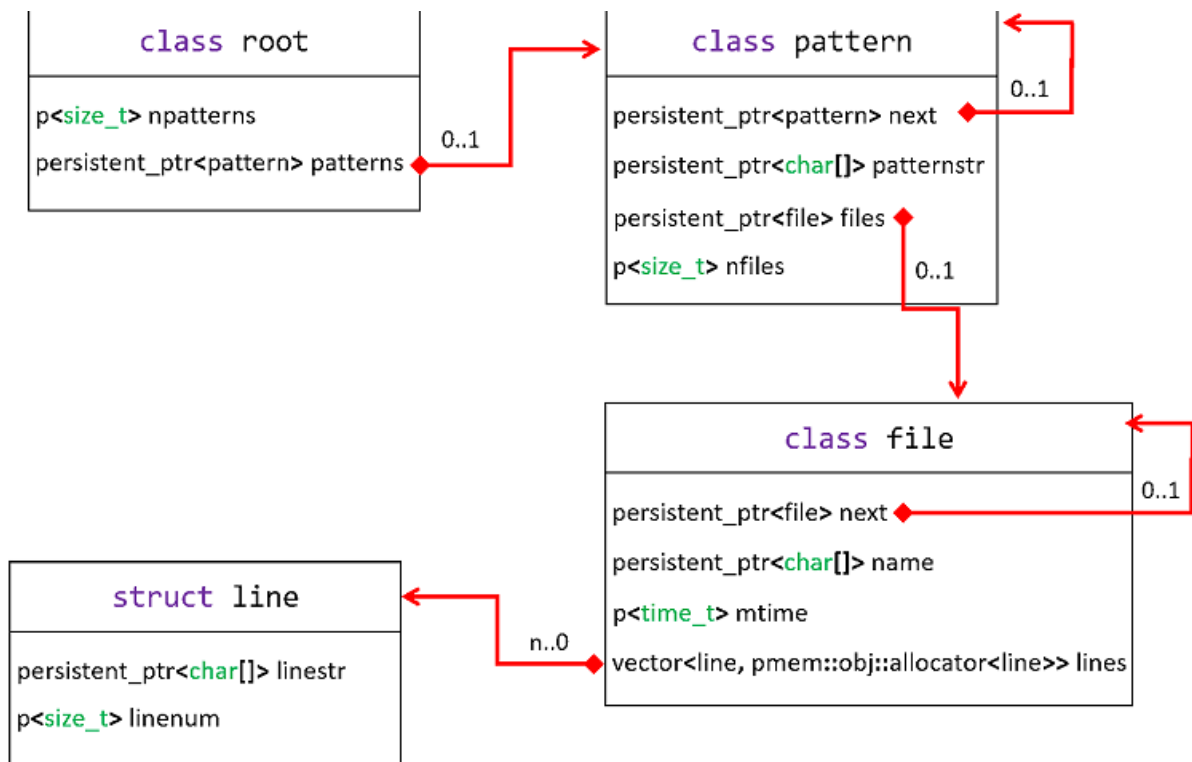 class root
p<size_t> npatterns
persistent_ptr<pattern> patterns
0..1
class pattern
persistent_ptr<pattern> next
0..1
persistent_ptr<char[]> patternstr
persistent_ptr<file> files
p<size_t> nfiles
0..1
class file
persistent_ptr<file> next
0..1
persistent_ptr<char[]> name
p<time_t> mtime
vector<line, pmem::obj::allocator<line>> lines
n..0
struct line
persistent_ptr<char[]> linestr
p<size_t> linenum